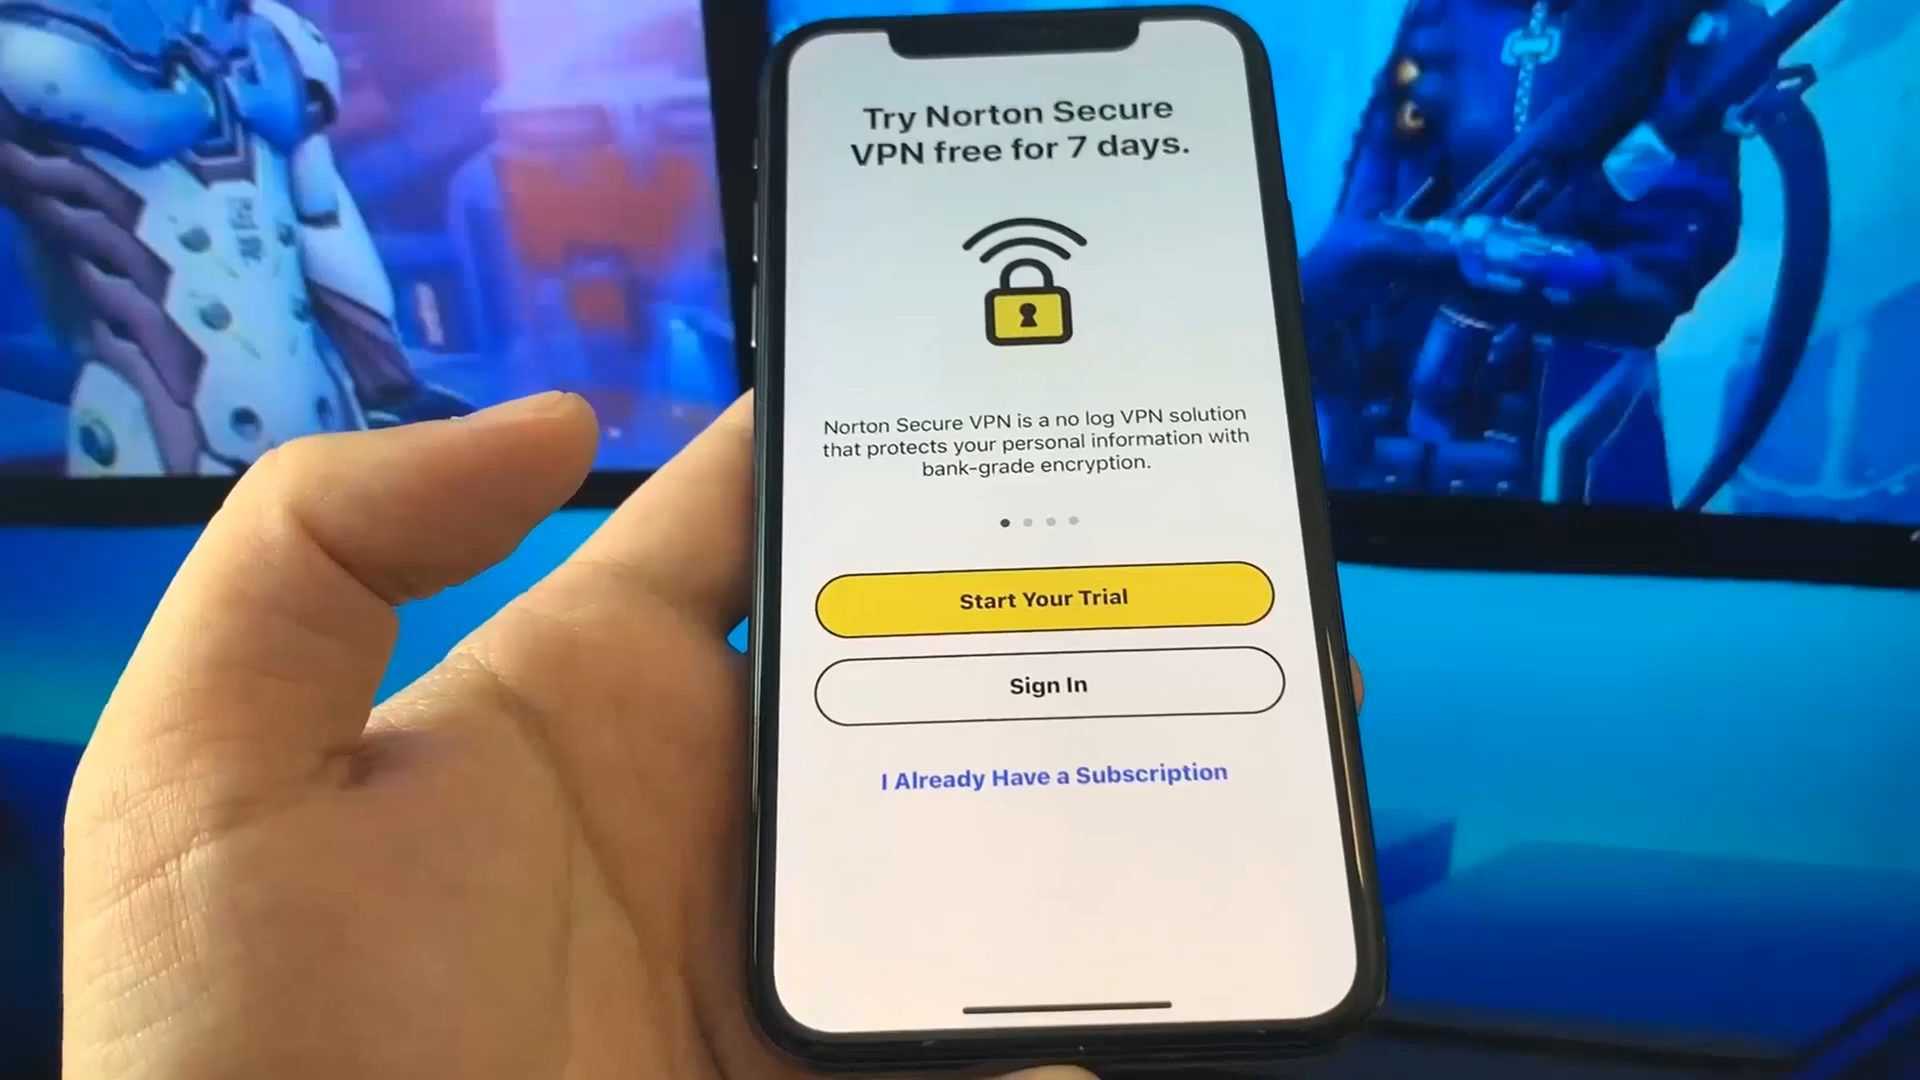 Try Norton Secure
VPN free for 7 days.
Norton Secure VPN is a no log VPN solution
that protects your personal information with
bank-grade encryption.
Start Your Trial
Sign In
I Already Have a Subscription